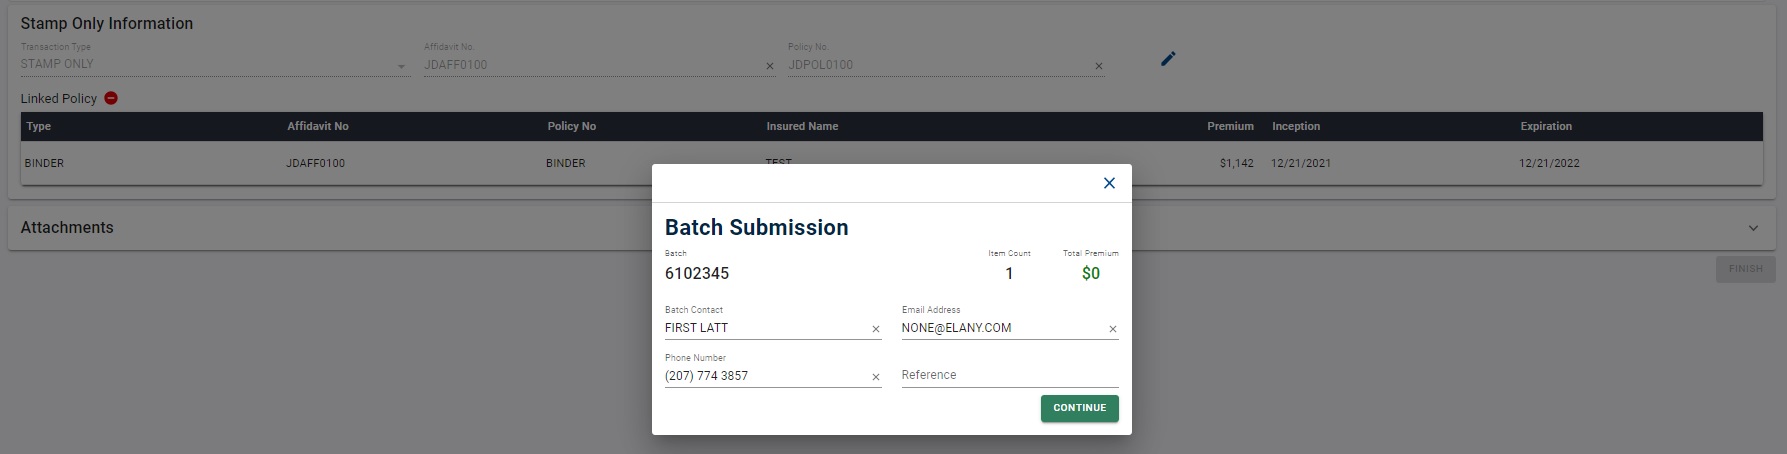 Stamp Only Information
Transaction Type Affidavit No. Policy No.
STAMP ONLY JDAFF0100 JDPOL0100
Linked Policy
Type Affidavit No Policy No Insured Name Premium Inception Expiration
BINDER JDAFF0100 BINDER TEST $1,142 12/21/2021 12/21/2022
Attachments
FINISH
Batch Submission
Batch Item Count Total Premium
6102345 1 $0
Batch Contact Email Address
FIRST LATT NONE@ELANY.COM
Phone Number
(207) 774 3857 Reference
CONTINUE